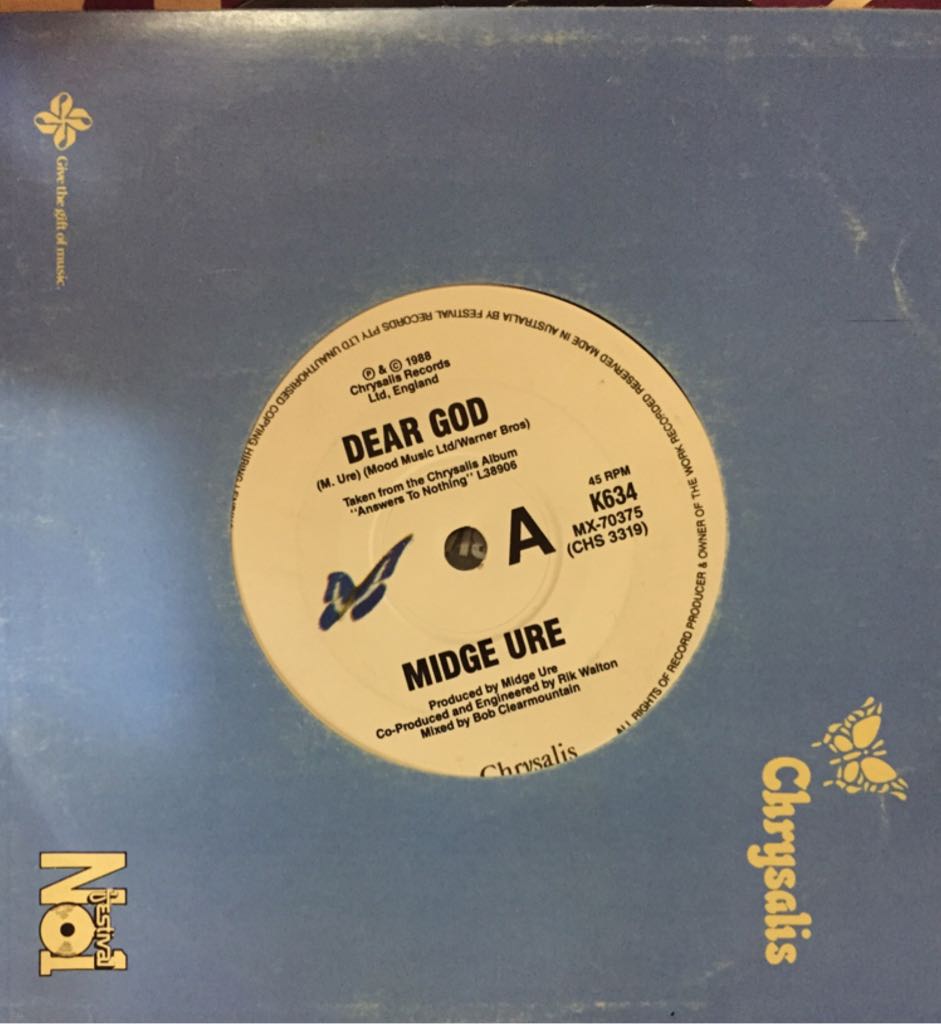 Give the gift of music.
UNAUTHORISED COPYING HIRING
MADE IN AUSTRALIA BY FESTIVAL RECORDS PTY LTD
ALL RIGHTS OF RECORD PRODUCER & OWNER OF THE WORK RECORDED RESERVED
Ⓟ & © 1988
Chrysalis Records
Ltd, England
DEAR GOD
(M. Ure) (Mood Music Ltd/Warner Bros)
Taken from the Chrysalis Album
"Answers To Nothing" L38906
45 RPM
K634
MX-70375
(CHS 3319)
A
MIDGE URE
Produced by Midge Ure
Co-Produced and Engineered by Rik Walton
Mixed by Bob Clearmountain
Chrysalis
Chrysalis
Festival
No1